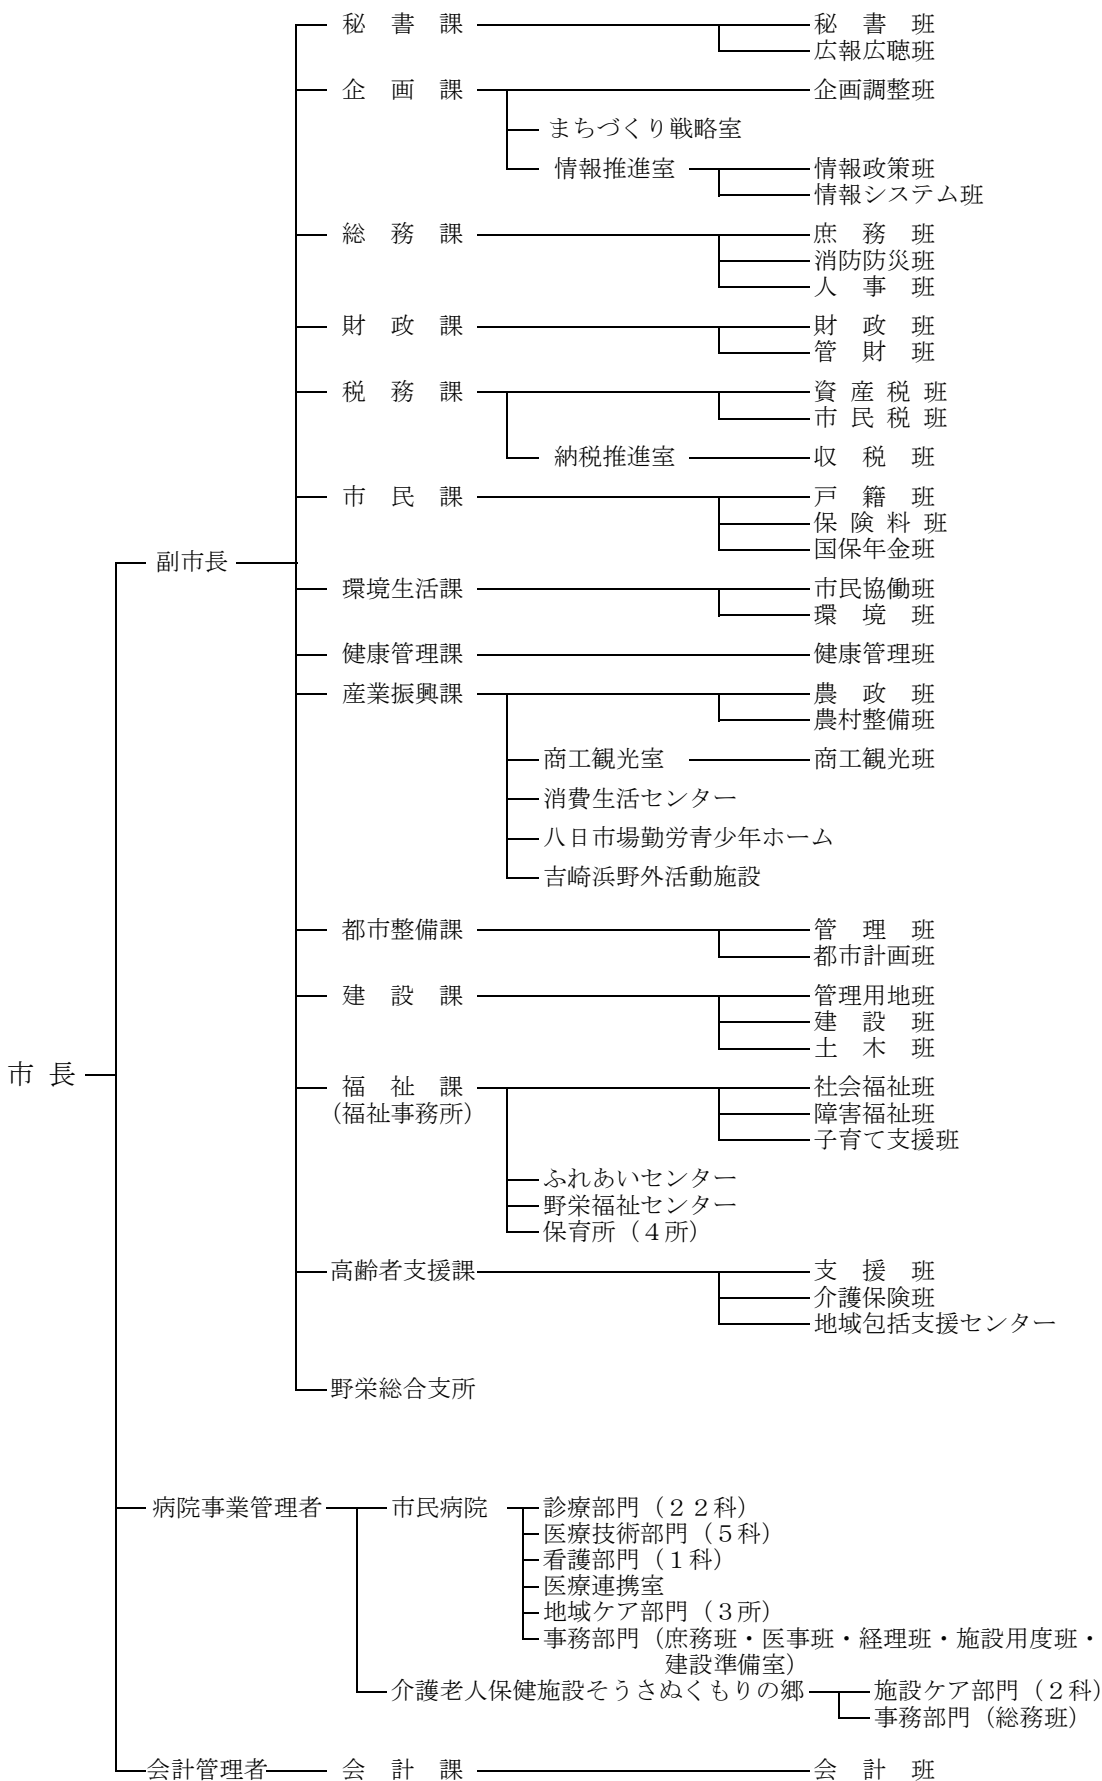 秘書課 秘書班
広報広聴班
企画課 企画調整班
まちづくり戦略室
情報推進室 情報政策班
情報システム班
総務課 庶務班
消防防災班
人事班
財政課 財政班
管財班
税務課 資産税班
市民税班
納税推進室 収税班
市民課 戸籍班
保険料班
国保年金班
副市長
環境生活課 市民協働班
環境班
健康管理課 健康管理班
産業振興課 農政班
農村整備班
商工観光室 商工観光班
消費生活センター
八日市場勤労青少年ホーム
吉崎浜野外活動施設
都市整備課 管理班
都市計画班
建設課 管理用地班
建設班
土木班
市長
福祉課 社会福祉班
(福祉事務所) 障害福祉班
子育て支援班
ふれあいセンター
野栄福祉センター
保育所(4所)
高齢者支援課 支援班
介護保険班
地域包括支援センター
野栄総合支所
病院事業管理者 市民病院 診療部門(22科)
医療技術部門(5科)
看護部門(1科)
医療連携室
地域ケア部門(3所)
事務部門(庶務班・医事班・経理班・施設用度班・
建設準備室)
介護老人保健施設そうさぬくもりの郷 施設ケア部門(2科)
事務部門(総務班)
会計管理者 会計課 会計班